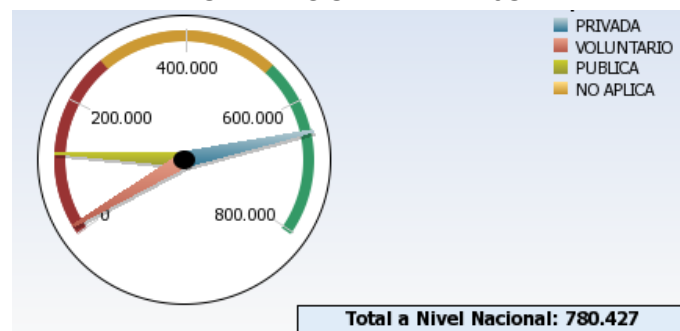 PRIVADA
VOLUNTARIO
PUBLICA
NO APLICA
400.000
200.000
600.000
0
800.000
Total a Nivel Nacional: 780.427